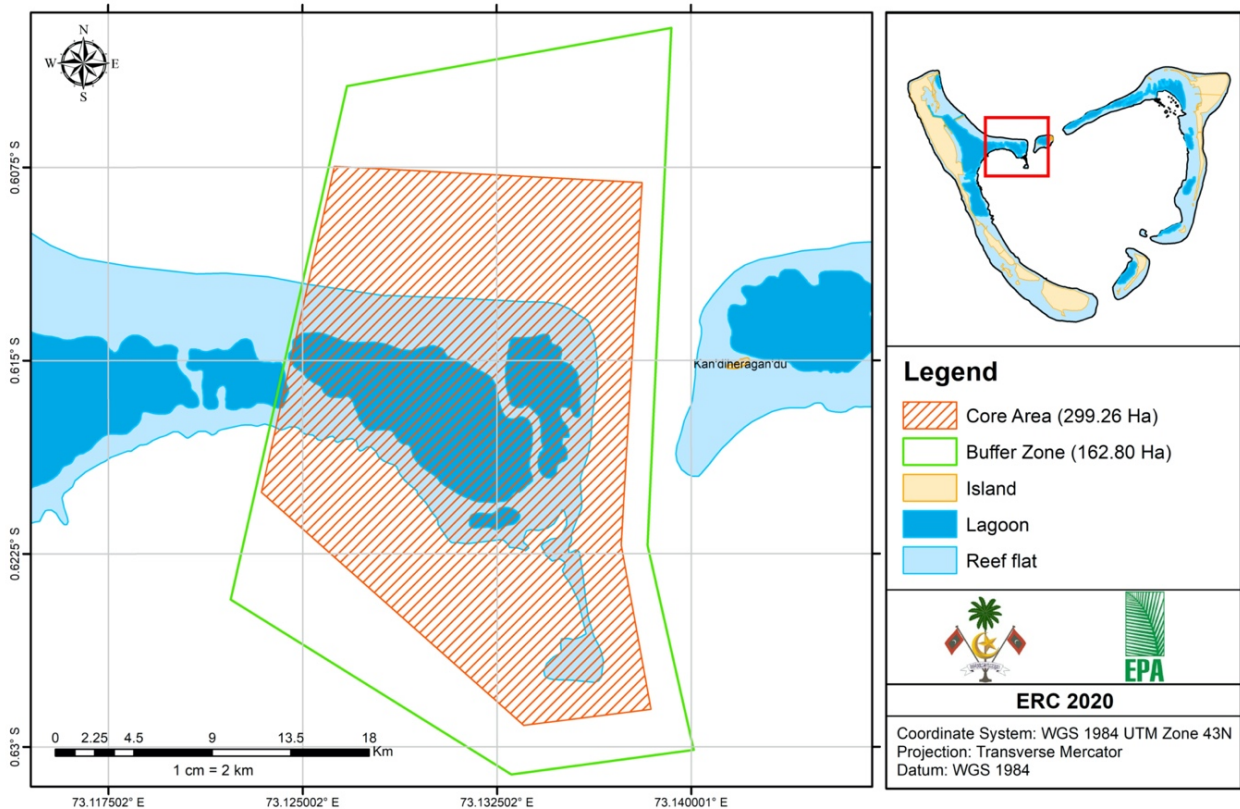 N
W E
S
0.6075° S
0.615° S
0.6225° S
0.63° S
Kan'dineragan'du
0 2.25 4.5 9 13.5 18
Km
1 cm = 2 km
73.117502° E 73.125002° E 73.132502° E 73.140001° E
Legend
Core Area (299.26 Ha)
Buffer Zone (162.80 Ha)
Island
Lagoon
Reef flat
EPA
ERC 2020
Coordinate System: WGS 1984 UTM Zone 43N
Projection: Transverse Mercator
Datum: WGS 1984